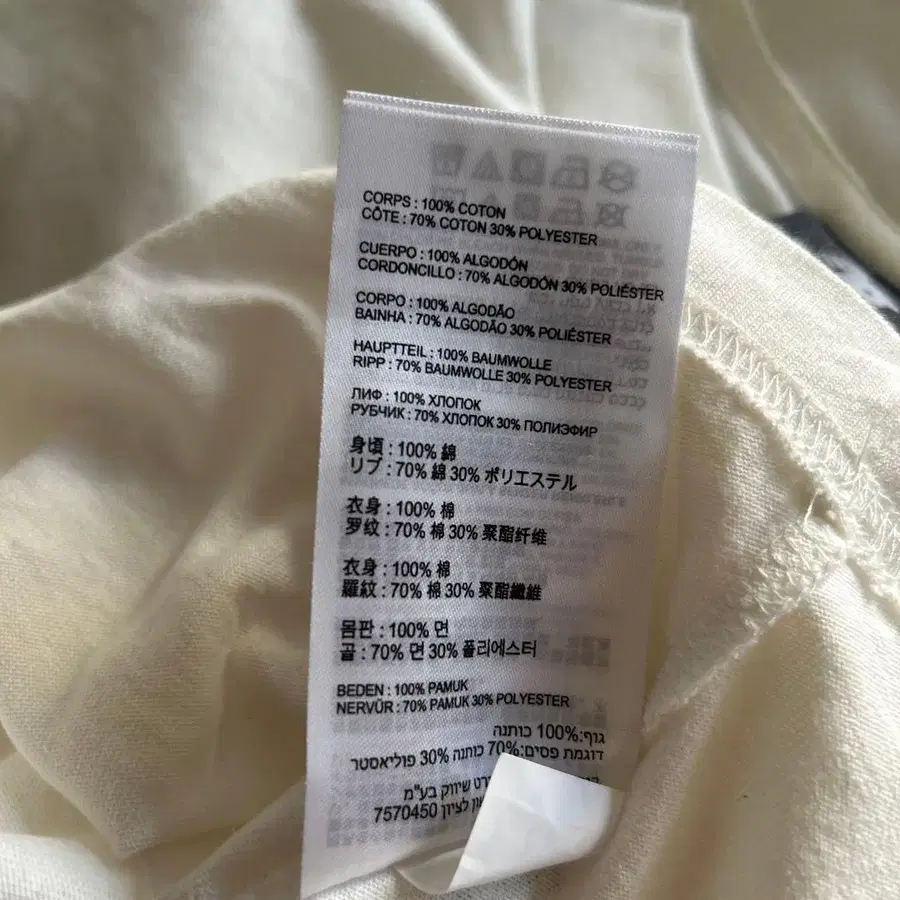 CORPS : 100% COTON
CÔTE : 70% COTON 30% POLYESTER
CUERPO : 100% ALGODÓN
CORDONCILLO : 70% ALGODÓN 30% POLIÉSTER
CORPO : 100% ALGODÃO
BAINHA : 70% ALGODÃO 30% POLIÉSTER
HAUPTTEIL : 100% BAUMWOLLE
RIPP : 70% BAUMWOLLE 30% POLYESTER
ЛИФ : 100% ХЛОПОК
РУБЧИК : 70% ХЛОПОК 30% ПОЛИЭФИР
身頃 : 100% 綿
リブ : 70% 綿 30% ポリエステル
衣身 : 100% 棉
罗纹 : 70% 棉 30% 聚酯纤维
衣身 : 100% 棉
羅紋 : 70% 棉 30% 聚酯纖維
몸판 : 100% 면
골 : 70% 면 30% 폴리에스터
BEDEN : 100% PAMUK
NERVÜR : 70% PAMUK 30% POLYESTER
גוף:100% כותנה
דוגמת פסים:70% כותנה 30% פוליאסטר
שיווק בע"מ
לציון 7570450